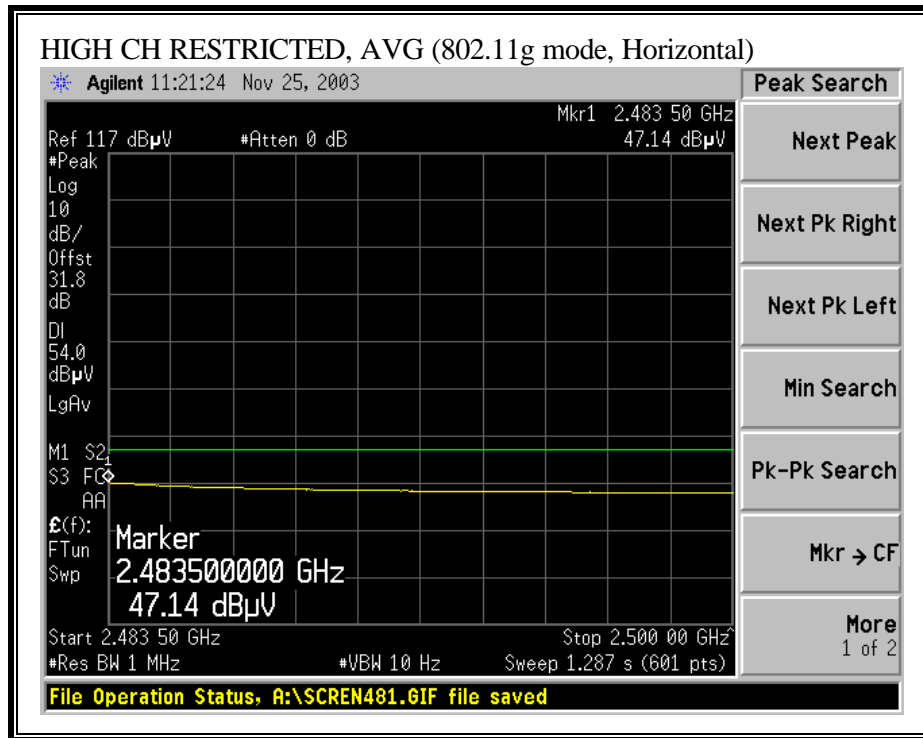 HIGH CH RESTRICTED, AVG (802.11g mode, Horizontal)
Agilent 11:21:24 Nov 25, 2003
Peak Search
Mkr1 2.483 50 GHz
Ref 117 dBµV #Atten 0 dB 47.14 dBµV
#Peak
Log
10
dB/
Offst
31.8
dB
DI
54.0
dBµV
LgAv
M1 S2
S3 FC
AA
£(f):
FTun
Swp
1
Marker
2.483500000 GHz
47.14 dBµV
Start 2.483 50 GHz Stop 2.500 00 GHz^
#Res BW 1 MHz #VBW 10 Hz Sweep 1.287 s (601 pts)
Next Peak
Next Pk Right
Next Pk Left
Min Search
Pk-Pk Search
Mkr → CF
More
1 of 2
File Operation Status, A:\SCREN481.GIF file saved